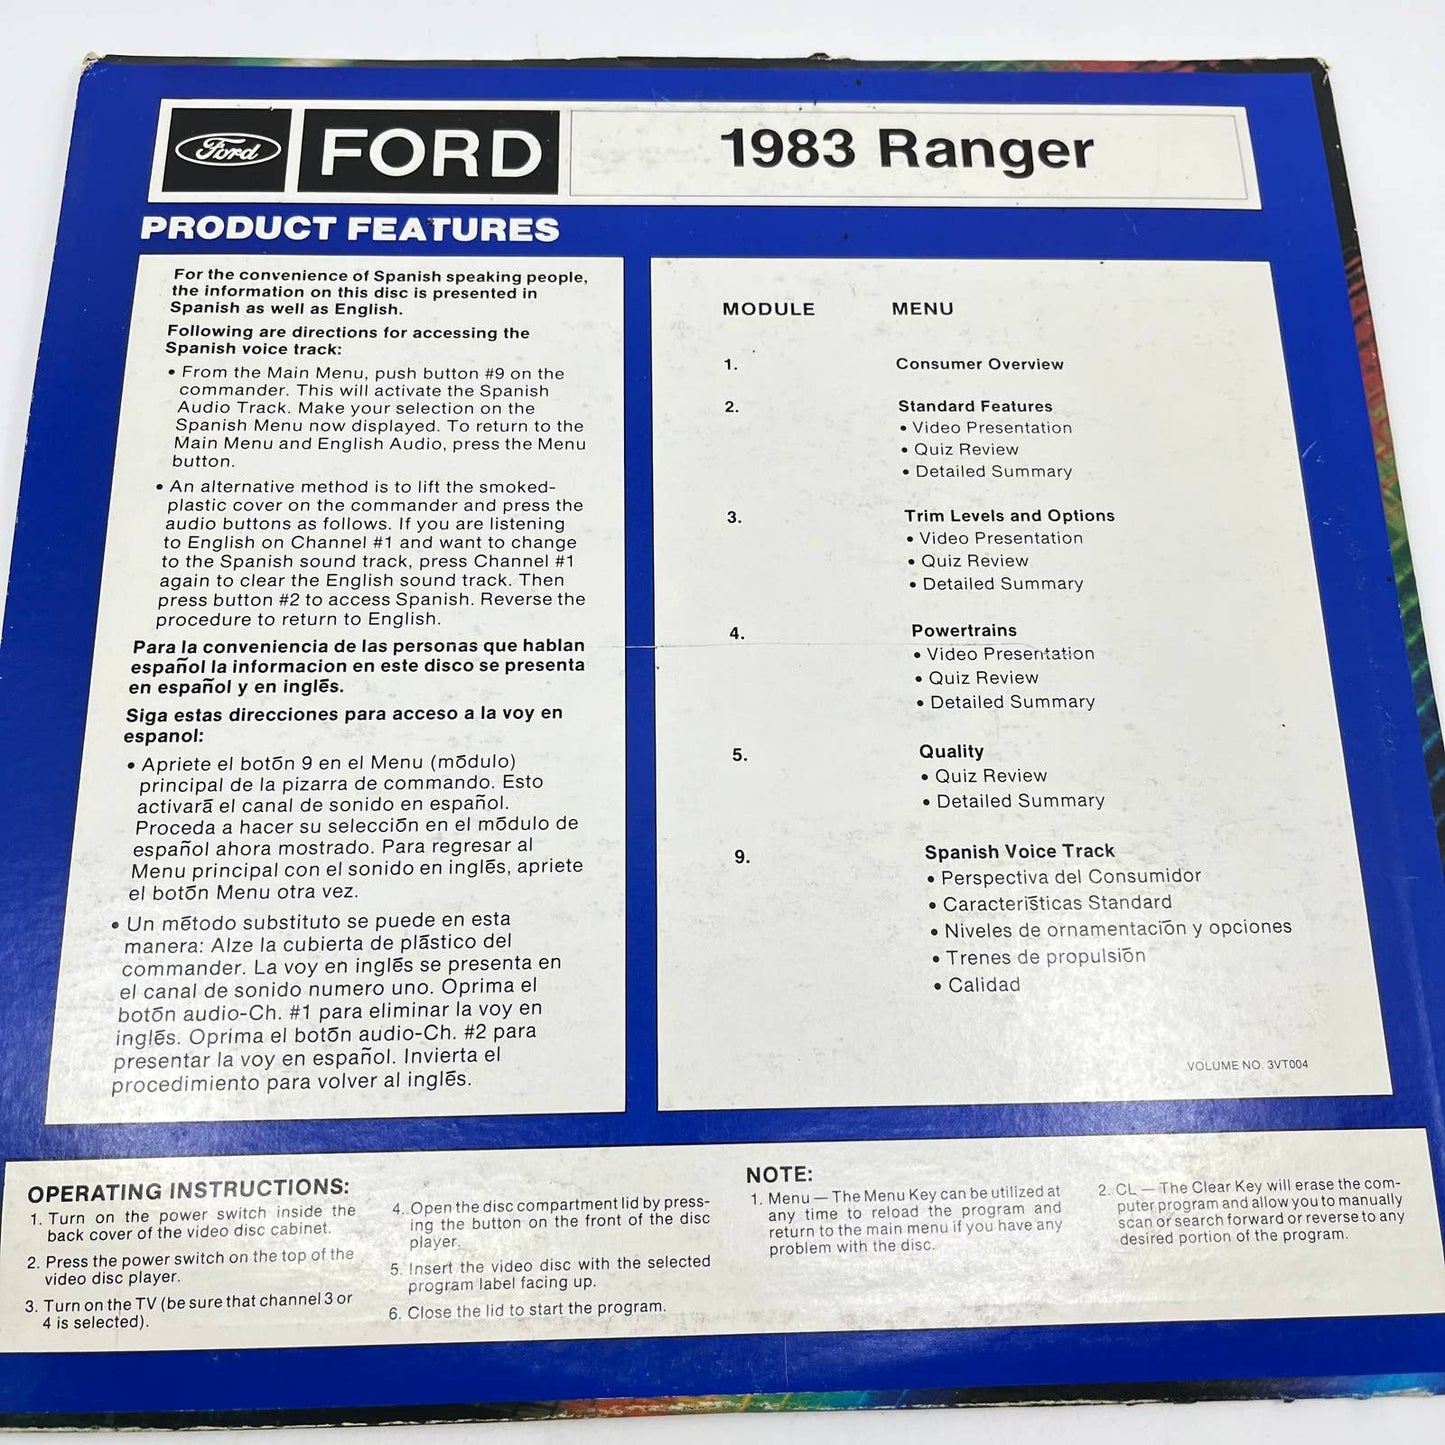 Ford
FORD
1983 Ranger
PRODUCT FEATURES
For the convenience of Spanish speaking people,
the information on this disc is presented in
Spanish as well as English.
Following are directions for accessing the
Spanish voice track:
• From the Main Menu, push button #9 on the
commander. This will activate the Spanish
Audio Track. Make your selection on the
Spanish Menu now displayed. To return to the
Main Menu and English Audio, press the Menu
button.
• An alternative method is to lift the smoked-
plastic cover on the commander and press the
audio buttons as follows. If you are listening
to English on Channel #1 and want to change
to the Spanish sound track, press Channel #1
again to clear the English sound track. Then
press button #2 to access Spanish. Reverse the
procedure to return to English.
Para la conveniencia de las personas que hablan
español la informacion en este disco se presenta
en español y en inglēs.
Siga estas direcciones para acceso a la voy en
espanol:
• Apriete el botōn 9 en el Menu (mōdulo)
principal de la pizarra de commando. Esto
activarā el canal de sonido en español.
Proceda a hacer su selecciōn en el mōdulo de
español ahora mostrado. Para regresar al
Menu principal con el sonido en inglēs, apriete
el botōn Menu otra vez.
• Un mētodo substituto se puede en esta
manera: Alze la cubierta de plāstico del
commander. La voy en inglēs se presenta en
el canal de sonido numero uno. Oprima el
botōn audio-Ch. #1 para eliminar la voy en
inglēs. Oprima el botōn audio-Ch. #2 para
presentar la voy en español. Invierta el
procedimiento para volver al inglēs.
MODULE MENU
1. Consumer Overview
2. Standard Features
• Video Presentation
• Quiz Review
• Detailed Summary
3. Trim Levels and Options
• Video Presentation
• Quiz Review
• Detailed Summary
4. Powertrains
• Video Presentation
• Quiz Review
• Detailed Summary
5. Quality
• Quiz Review
• Detailed Summary
9. Spanish Voice Track
• Perspectiva del Consumidor
• Caracterīsticas Standard
• Niveles de ornamentaciōn y opciones
• Trenes de propulsiōn
• Calidad
VOLUME NO. 3VT004
OPERATING INSTRUCTIONS:
1. Turn on the power switch inside the
back cover of the video disc cabinet.
2. Press the power switch on the top of the
video disc player.
3. Turn on the TV (be sure that channel 3 or
4 is selected).
4. Open the disc compartment lid by press-
ing the button on the front of the disc
player.
5. Insert the video disc with the selected
program label facing up.
6. Close the lid to start the program.
NOTE:
1. Menu — The Menu Key can be utilized at
any time to reload the program and
return to the main menu if you have any
problem with the disc.
2. CL — The Clear Key will erase the com-
puter program and allow you to manually
scan or search forward or reverse to any
desired portion of the program.